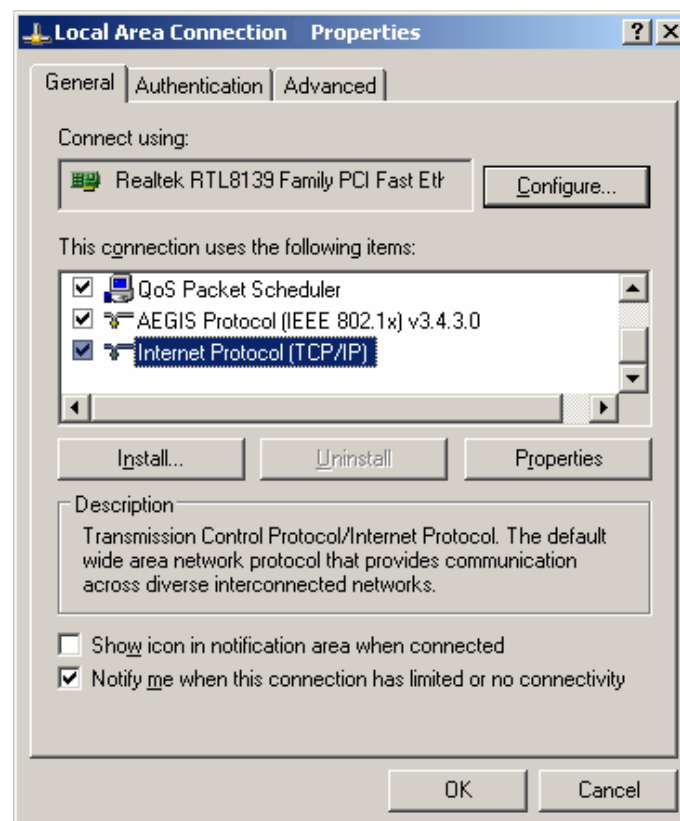 Local Area Connection Properties
General Authentication Advanced
Connect using:
Realtek RTL8139 Family PCI Fast Eth
Configure...
This connection uses the following items:
QoS Packet Scheduler
AEGIS Protocol (IEEE 802.1x) v3.4.3.0
Internet Protocol (TCP/IP)
Install... Uninstall Properties
Description
Transmission Control Protocol/Internet Protocol. The default
wide area network protocol that provides communication
across diverse interconnected networks.
Show icon in notification area when connected
Notify me when this connection has limited or no connectivity
OK Cancel